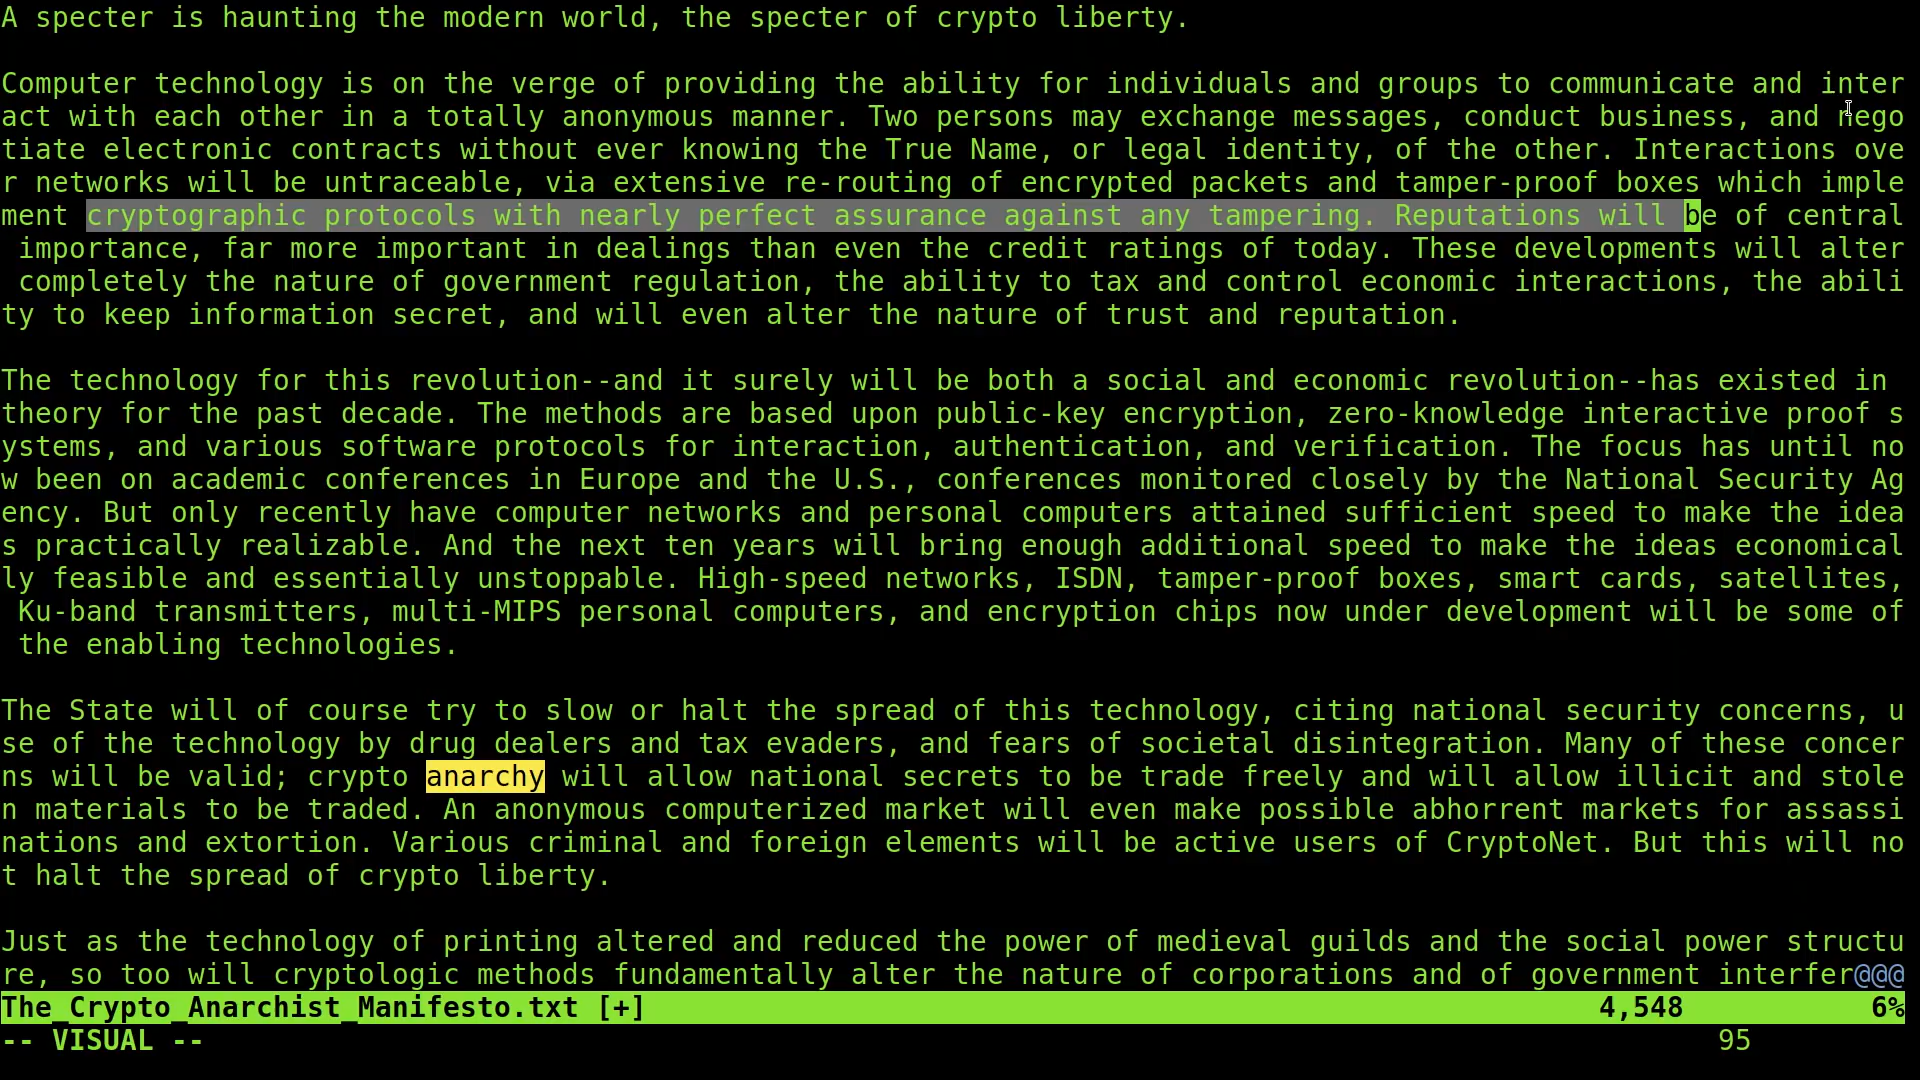 A specter is haunting the modern world, the specter of crypto liberty.
Computer technology is on the verge of providing the ability for individuals and groups to communicate and inter
act with each other in a totally anonymous manner. Two persons may exchange messages, conduct business, and nego
tiate electronic contracts without ever knowing the True Name, or legal identity, of the other. Interactions ove
r networks will be untraceable, via extensive re-routing of encrypted packets and tamper-proof boxes which imple
ment cryptographic protocols with nearly perfect assurance against any tampering. Reputations will be of central
 importance, far more important in dealings than even the credit ratings of today. These developments will alter
 completely the nature of government regulation, the ability to tax and control economic interactions, the abili
ty to keep information secret, and will even alter the nature of trust and reputation.
The technology for this revolution--and it surely will be both a social and economic revolution--has existed in
theory for the past decade. The methods are based upon public-key encryption, zero-knowledge interactive proof s
ystems, and various software protocols for interaction, authentication, and verification. The focus has until no
w been on academic conferences in Europe and the U.S., conferences monitored closely by the National Security Ag
ency. But only recently have computer networks and personal computers attained sufficient speed to make the idea
s practically realizable. And the next ten years will bring enough additional speed to make the ideas economical
ly feasible and essentially unstoppable. High-speed networks, ISDN, tamper-proof boxes, smart cards, satellites,
 Ku-band transmitters, multi-MIPS personal computers, and encryption chips now under development will be some of
 the enabling technologies.
The State will of course try to slow or halt the spread of this technology, citing national security concerns, u
se of the technology by drug dealers and tax evaders, and fears of societal disintegration. Many of these concer
ns will be valid; crypto anarchy will allow national secrets to be trade freely and will allow illicit and stole
n materials to be traded. An anonymous computerized market will even make possible abhorrent markets for assassi
nations and extortion. Various criminal and foreign elements will be active users of CryptoNet. But this will no
t halt the spread of crypto liberty.
Just as the technology of printing altered and reduced the power of medieval guilds and the social power structu
re, so too will cryptologic methods fundamentally alter the nature of corporations and of government interfer@@@
The_Crypto_Anarchist_Manifesto.txt [+] 4,548 6%
-- VISUAL -- 95